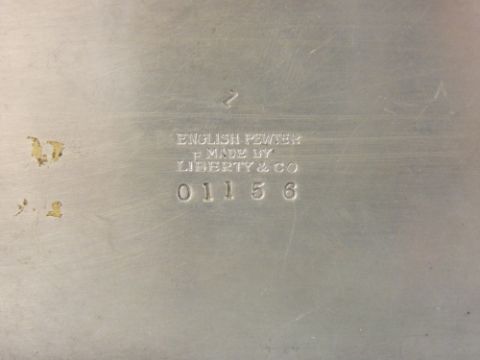 ENGLISH PEWTER
MADE BY
LIBERTY & CO
01156